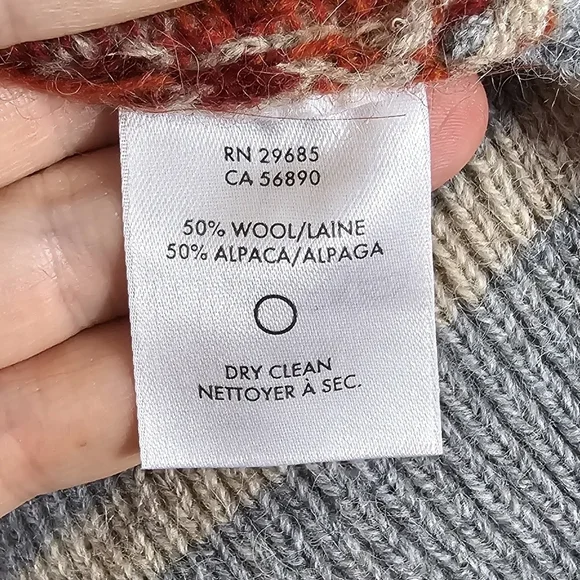 RN 29685
CA 56890
50% WOOL/LAINE
50% ALPACA/ALPAGA
DRY CLEAN
NETTOYER À SEC.